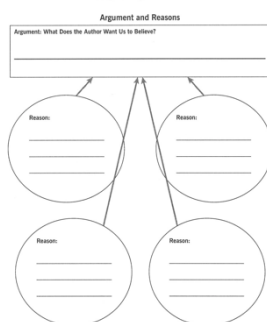 Argument and Reasons
Argument: What Does the Author Want Us to Believe?
Reason:
Reason:
Reason:
Reason: